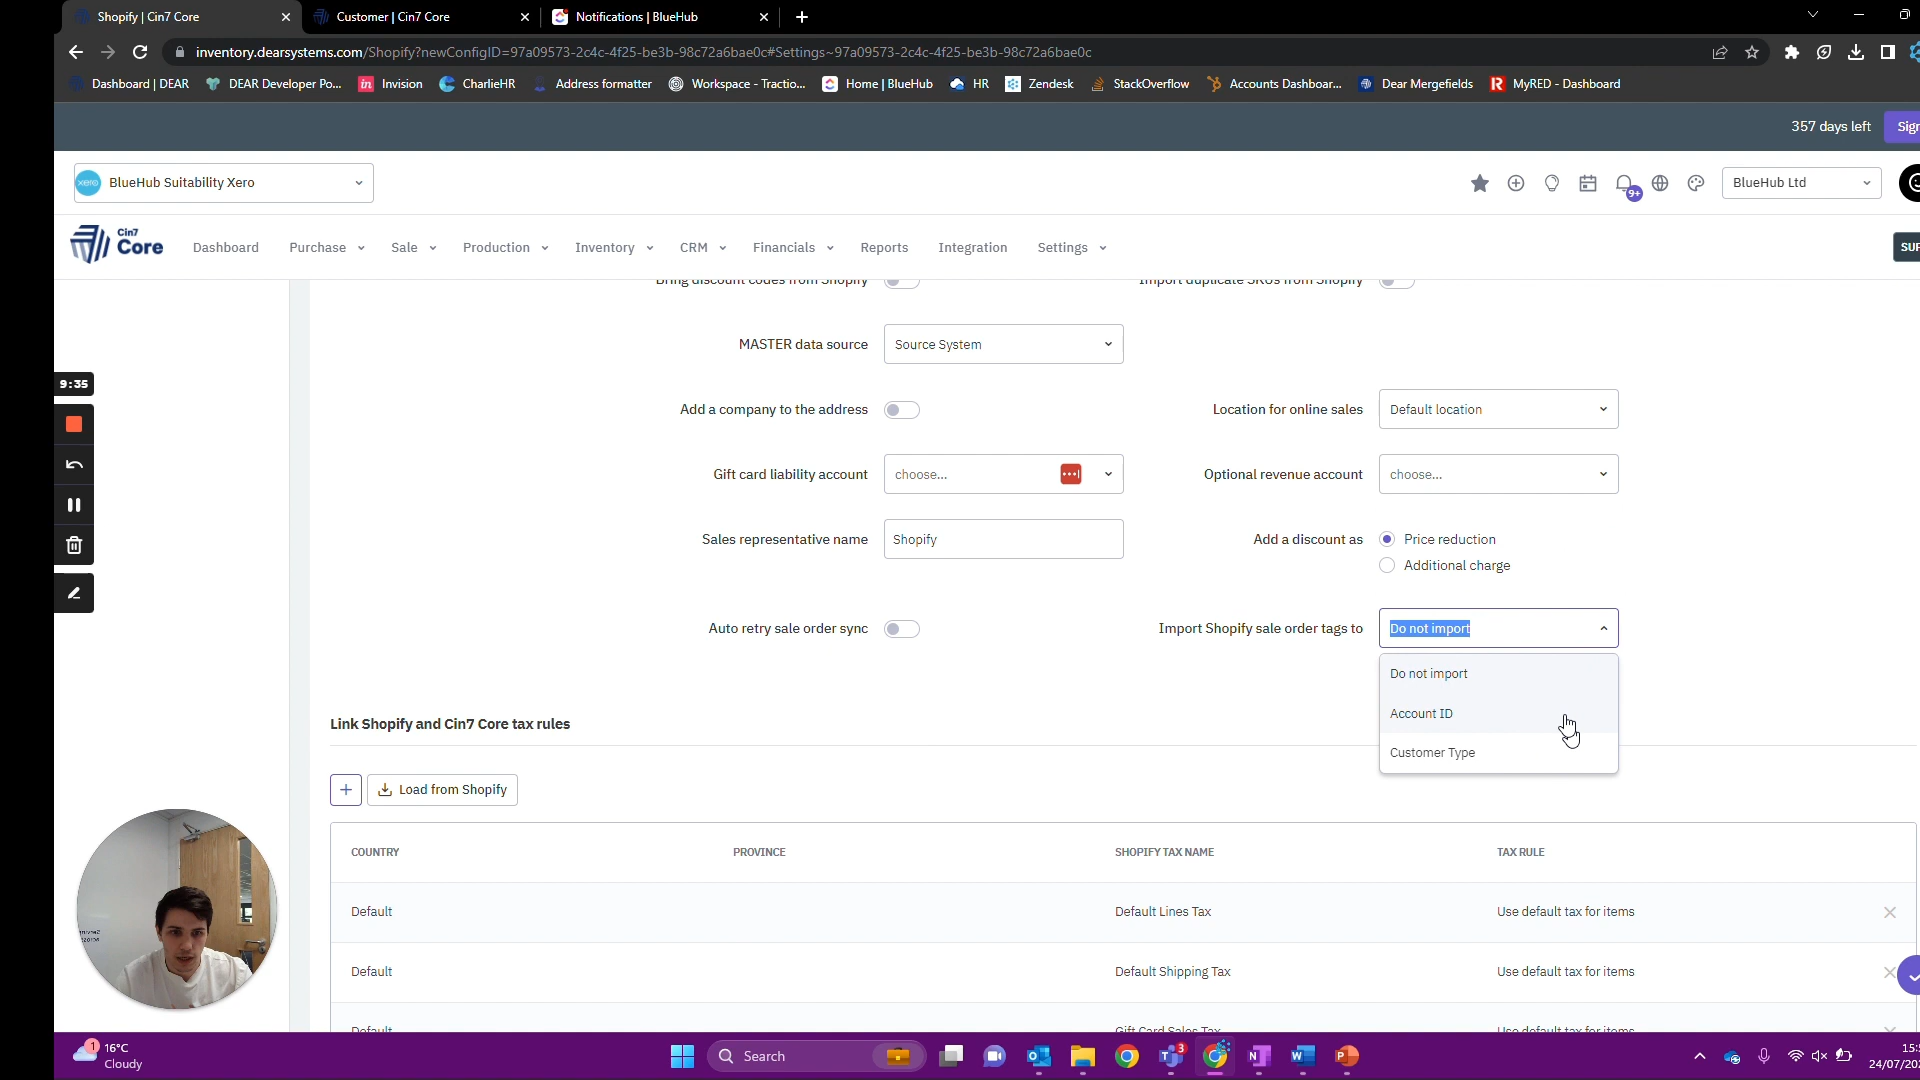 Shopify | Cin7 Core
Customer | Cin7 Core
Notifications | BlueHub
inventory.dearsystems.com/Shopify?newConfigID=97a09573-2c4c-4f25-be3b-98c72a6bae0c#Settings~97a09573-2c4c-4f25-be3b-98c72a6bae0c
Dashboard | DEAR
DEAR Developer Po...
in Invision
CharlieHR
Address formatter
Workspace - Tractio...
Home | BlueHub
HR
Zendesk
StackOverflow
Accounts Dashboar...
Dear Mergefields
R MyRED - Dashboard
357 days left
xero BlueHub Suitability Xero
9+
BlueHub Ltd
Cin7 Core
Dashboard
Purchase
Sale
Production
Inventory
CRM
Financials
Reports
Integration
Settings
Bring discount codes from Shopify
Import duplicate SKUs from Shopify
MASTER data source
Source System
9:35
Add a company to the address
Location for online sales
Default location
Gift card liability account
choose...
Optional revenue account
choose...
Sales representative name
Shopify
Add a discount as
Price reduction
Additional charge
Auto retry sale order sync
Import Shopify sale order tags to
Do not import
Do not import
Account ID
Customer Type
Link Shopify and Cin7 Core tax rules
+
Load from Shopify
COUNTRY PROVINCE SHOPIFY TAX NAME TAX RULE
Default Default Lines Tax Use default tax for items
Default Default Shipping Tax Use default tax for items
Default Gift Card Sales Tax Use default tax for items
1
16°C
Cloudy
Search
3